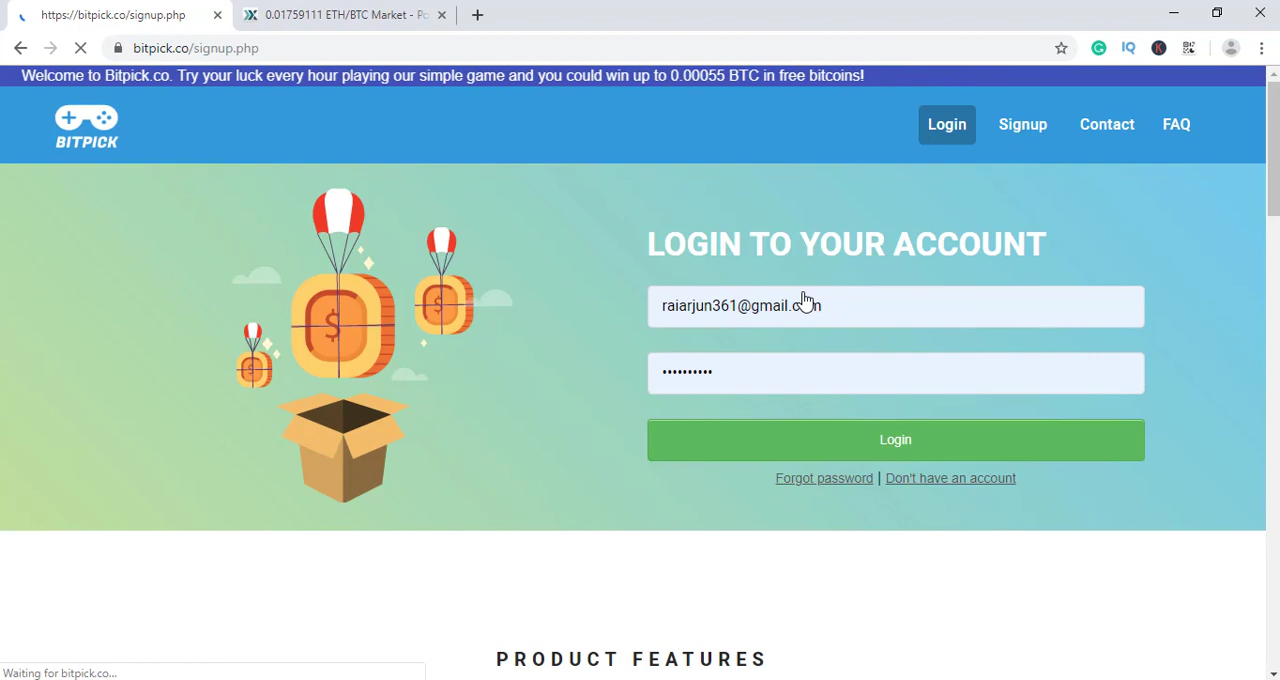 https://bitpick.co/signup.php
0.01759111 ETH/BTC Market - Po
bitpick.co/signup.php
Welcome to Bitpick.co. Try your luck every hour playing our simple game and you could win up to 0.00055 BTC in free bitcoins!
BITPICK
Login
Signup
Contact
FAQ
LOGIN TO YOUR ACCOUNT
raiarjun361@gmail.com
••••••••••
Login
Forgot password | Don't have an account
PRODUCT FEATURES
Waiting for bitpick.co...